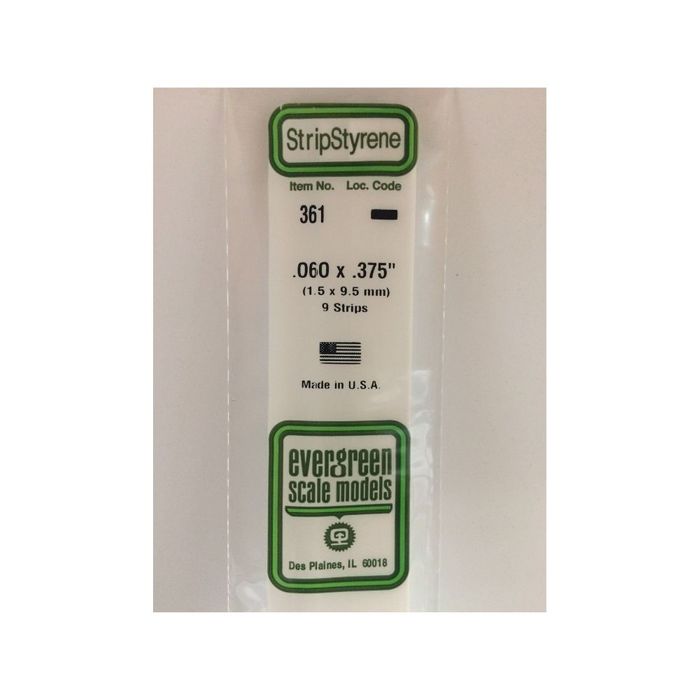 StripStyrene
Item No. Loc. Code
361
.060 x .375"
(1.5 x 9.5 mm)
9 Strips
Made in U.S.A.
evergreen
scale models
Des Plaines, IL 60018